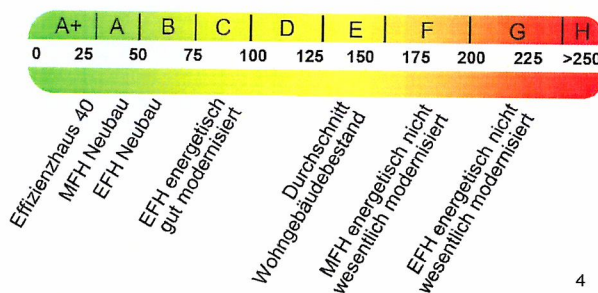 A+ A B C D E F G H
0 25 50 75 100 125 150 175 200 225 >250
Effizienzhaus 40
MFH Neubau
EFH Neubau
EFH energetisch
gut modernisiert
Durchschnitt
Wohngebäudebestand
MFH energetisch nicht
wesentlich modernisiert
EFH energetisch nicht
wesentlich modernisiert
4